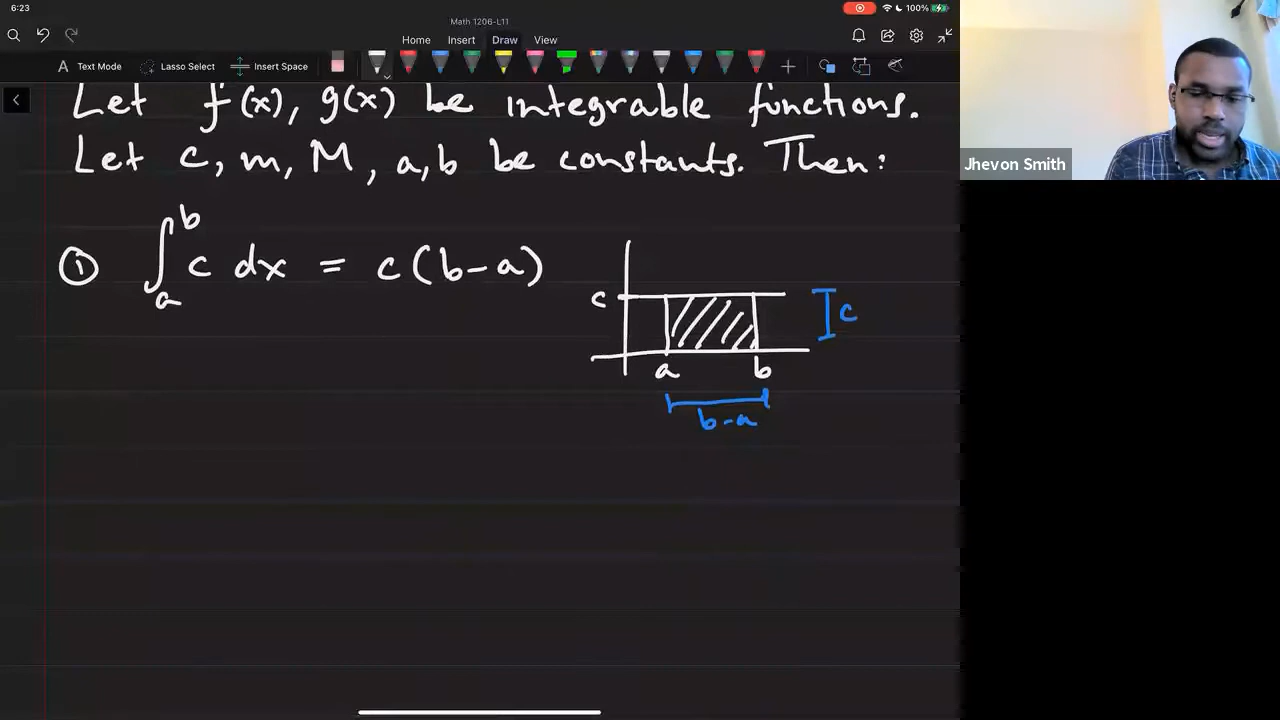 6:23
100%
Math 1206-L11
Home Insert Draw View
Text Mode Lasso Select Insert Space
Let f(x), g(x) be integrable functions.
Let c, m, M, a, b be constants. Then:
① ∫_a^b c dx = c(b-a)
c
c
a b
b-a
Jhevon Smith